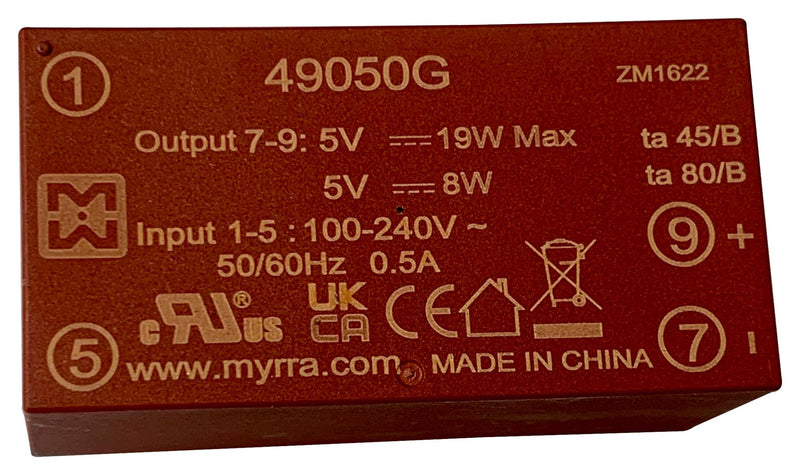 1 49050G ZM1622
Output 7-9: 5V ⎓ 19W Max ta 45/B
5V ⎓ 8W ta 80/B
Input 1-5 : 100-240V ~ 9 +
50/60Hz 0.5A
c RU ® US UK CA CE
5 www.myrra.com MADE IN CHINA 7 -